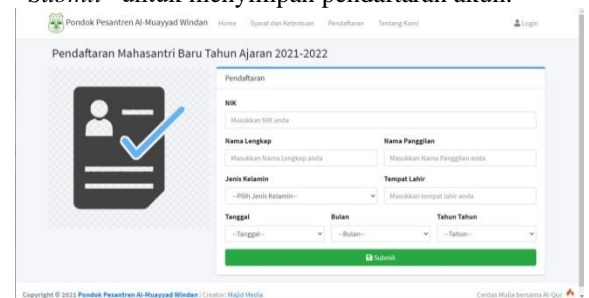 "Submit" untuk menyimpan pendaftaran akun.
Pondok Pesantren Al-Muayyad Windan Home Syarat dan Ketentuan Pendaftaran Tentang Kami Login
Pendaftaran Mahasantri Baru Tahun Ajaran 2021-2022
Pendaftaran
NIK
Masukkan NIK anda
Nama Lengkap Nama Panggilan
Masukkan Nama Lengkap anda Masukkan Nama Panggilan anda
Jenis Kelamin Tempat Lahir
--Pilih Jenis Kelamin-- Masukkan tempat lahir anda
Tanggal Bulan Tahun Tahun
--Tanggal-- --Bulan-- --Tahun--
Submit
Copyright © 2021 Pondok Pesantren Al-Muayyad Windan | Creator: Majid Media Cerdas Mulia bersama Al-Qur